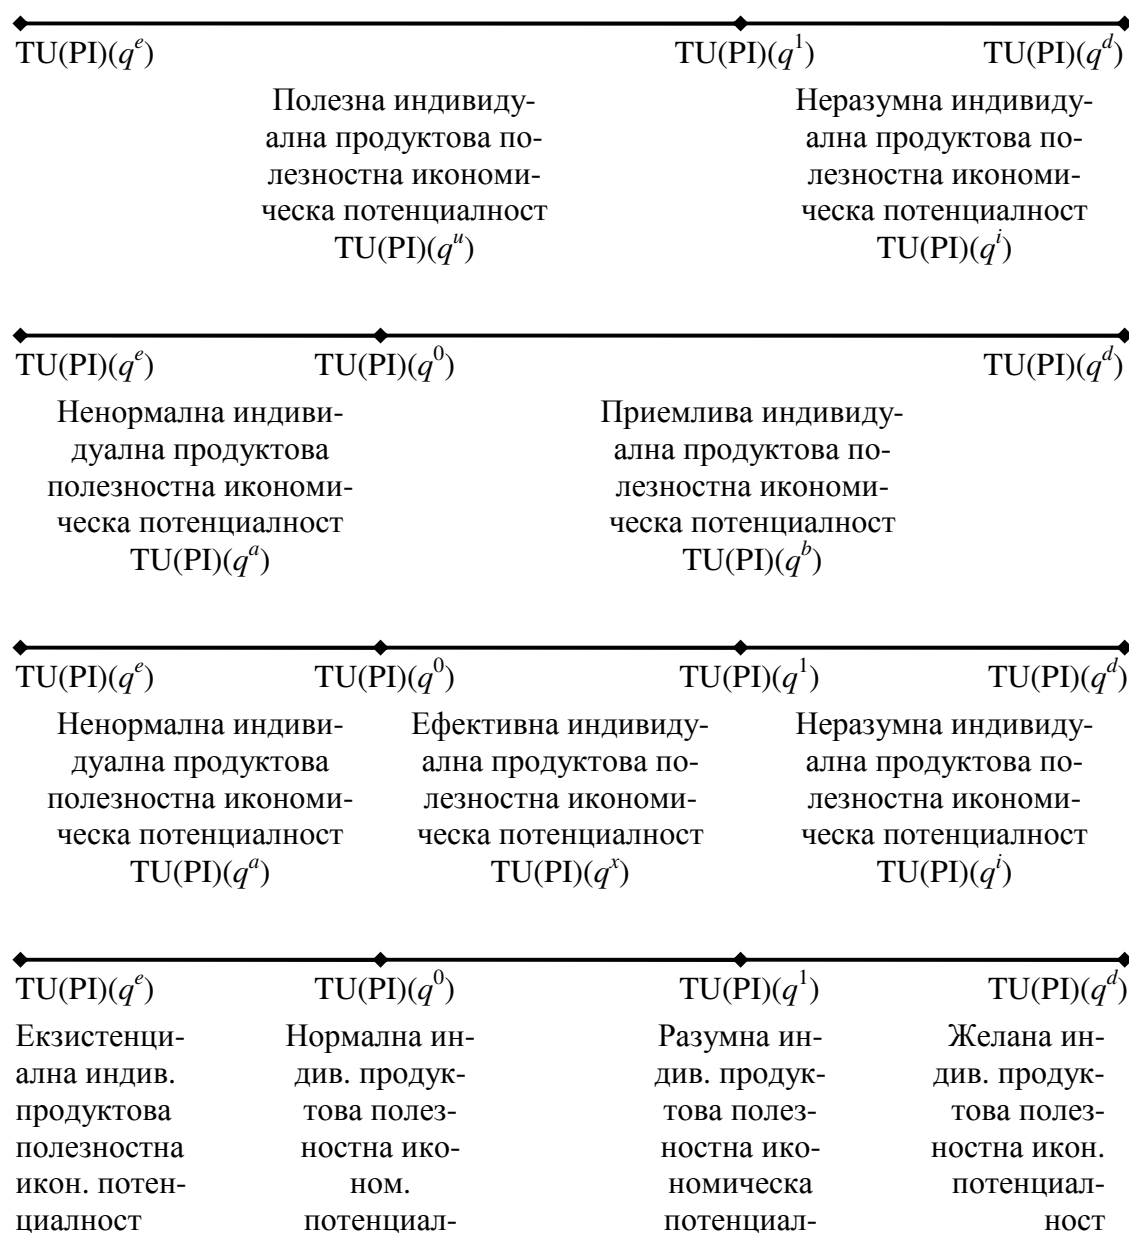 TU(PI)(q^e) TU(PI)(q^1) TU(PI)(q^d)
Полезна индивиду- Неразумна индивиду-
ална продуктова по- ална продуктова по-
лезностна икономи- лезностна икономи-
ческа потенциалност ческа потенциалност
TU(PI)(q^u) TU(PI)(q^i)
TU(PI)(q^e) TU(PI)(q^0) TU(PI)(q^d)
Ненормална индиви- Приемлива индивиду-
дуална продуктова ална продуктова по-
полезностна икономи- лезностна икономи-
ческа потенциалност ческа потенциалност
TU(PI)(q^a) TU(PI)(q^b)
TU(PI)(q^e) TU(PI)(q^0) TU(PI)(q^1) TU(PI)(q^d)
Ненормална индиви- Ефективна индивиду- Неразумна индивиду-
дуална продуктова ална продуктова по- ална продуктова по-
полезностна икономи- лезностна икономи- лезностна икономи-
ческа потенциалност ческа потенциалност ческа потенциалност
TU(PI)(q^a) TU(PI)(q^x) TU(PI)(q^i)
TU(PI)(q^e) TU(PI)(q^0) TU(PI)(q^1) TU(PI)(q^d)
Екзистенци- Нормална ин- Разумна ин- Желана ин-
ална индив. див. продук- див. продук- див. продук-
продуктова това полез- това полез- това полез-
полезностна ностна ико- ностна ико- ностна икон.
икон. потен- ном. номическа потенциал-
циалност потенциал- потенциал- ност